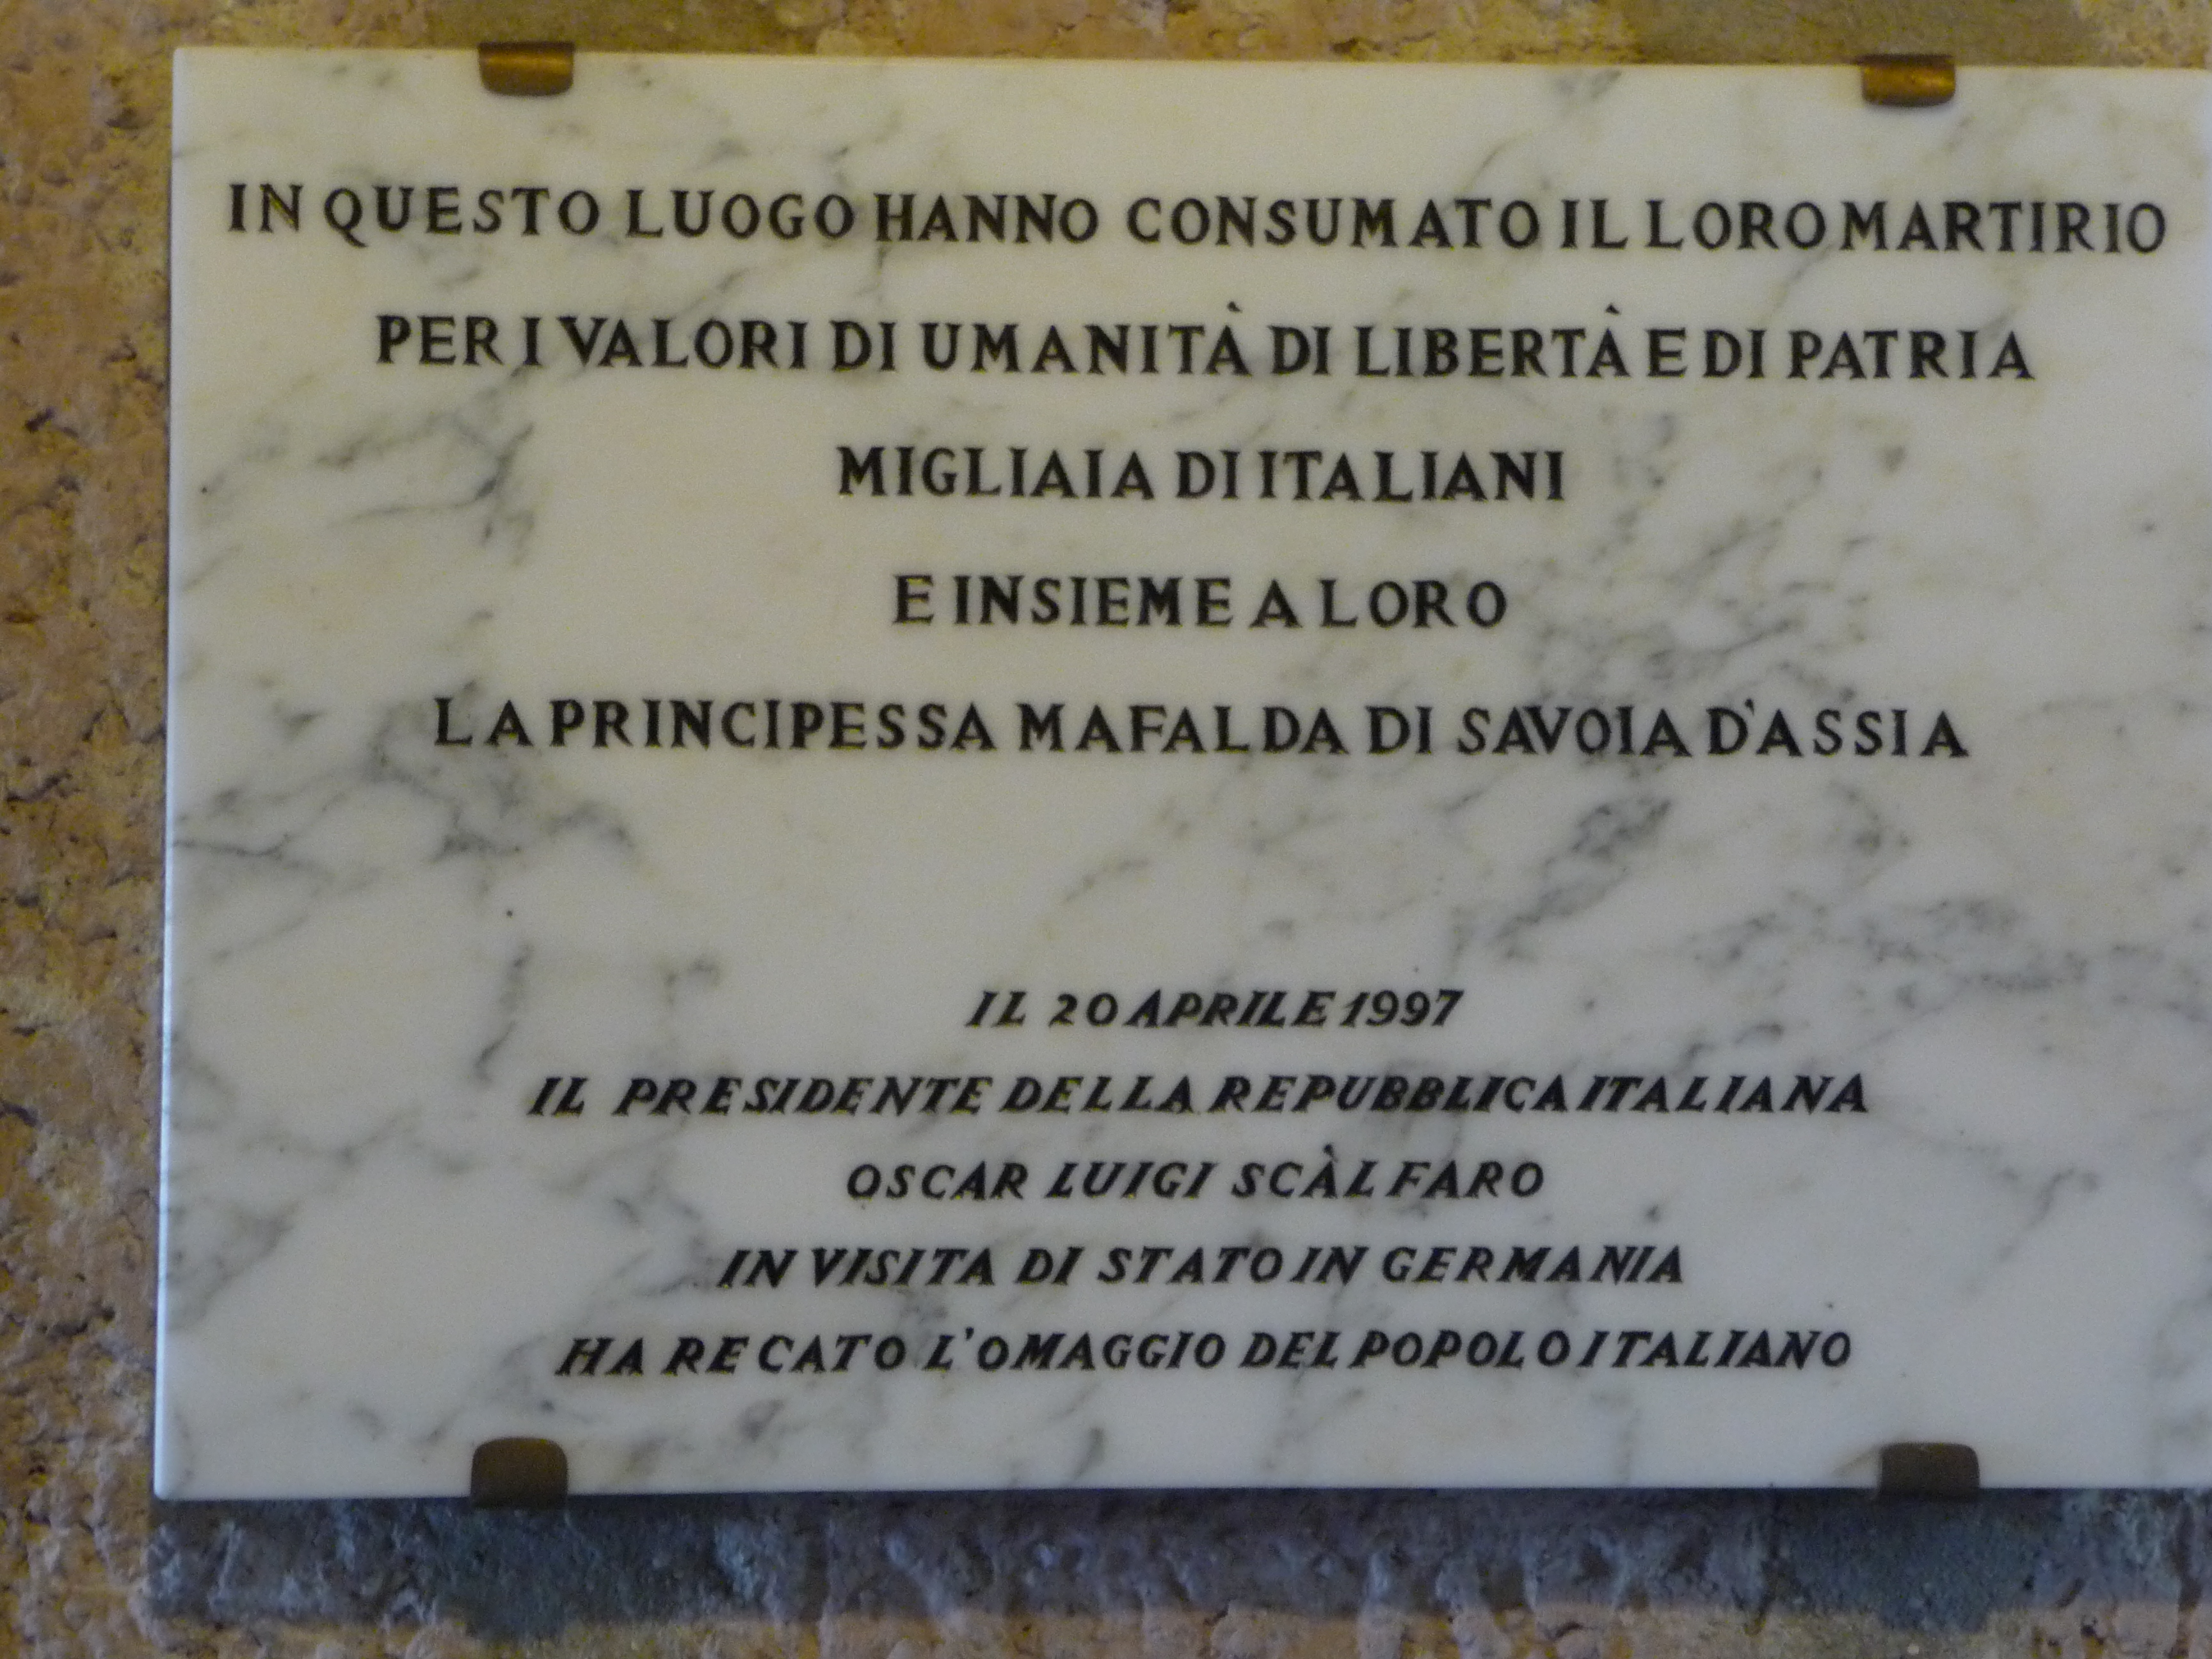 IN QUESTO LUOGO HANNO CONSUMATO IL LORO MARTIRIO
PER I VALORI DI UMANITÀ DI LIBERTÀ E DI PATRIA
MIGLIAIA DI ITALIANI
E INSIEME A LORO
LA PRINCIPESSA MAFALDA DI SAVOIA D'ASSIA
IL 20 APRILE 1997
IL PRESIDENTE DELLA REPUBBLICA ITALIANA
OSCAR LUIGI SCÀLFARO
IN VISITA DI STATO IN GERMANIA
HA RECATO L'OMAGGIO DEL POPOLO ITALIANO